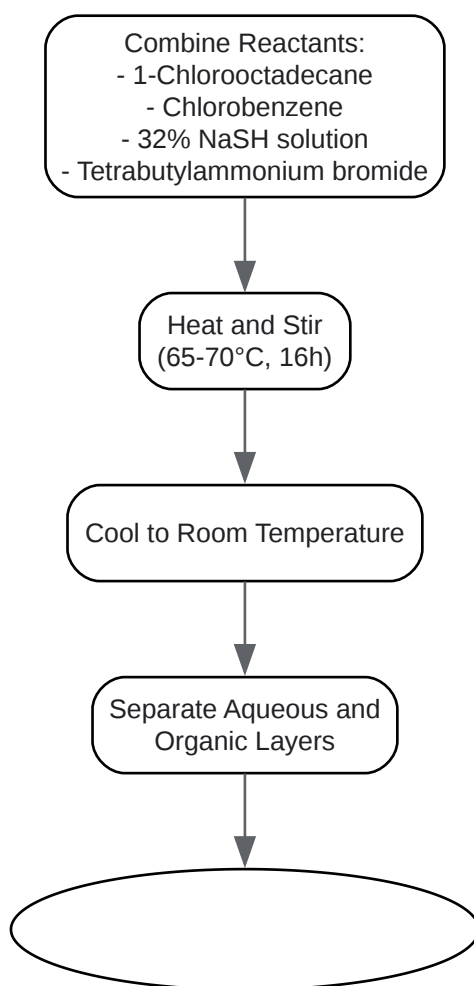 Combine Reactants:
- 1-Chlorooctadecane
- Chlorobenzene
- 32% NaSH solution
- Tetrabutylammonium bromide
Heat and Stir
(65-70°C, 16h)
Cool to Room Temperature
Separate Aqueous and
Organic Layers